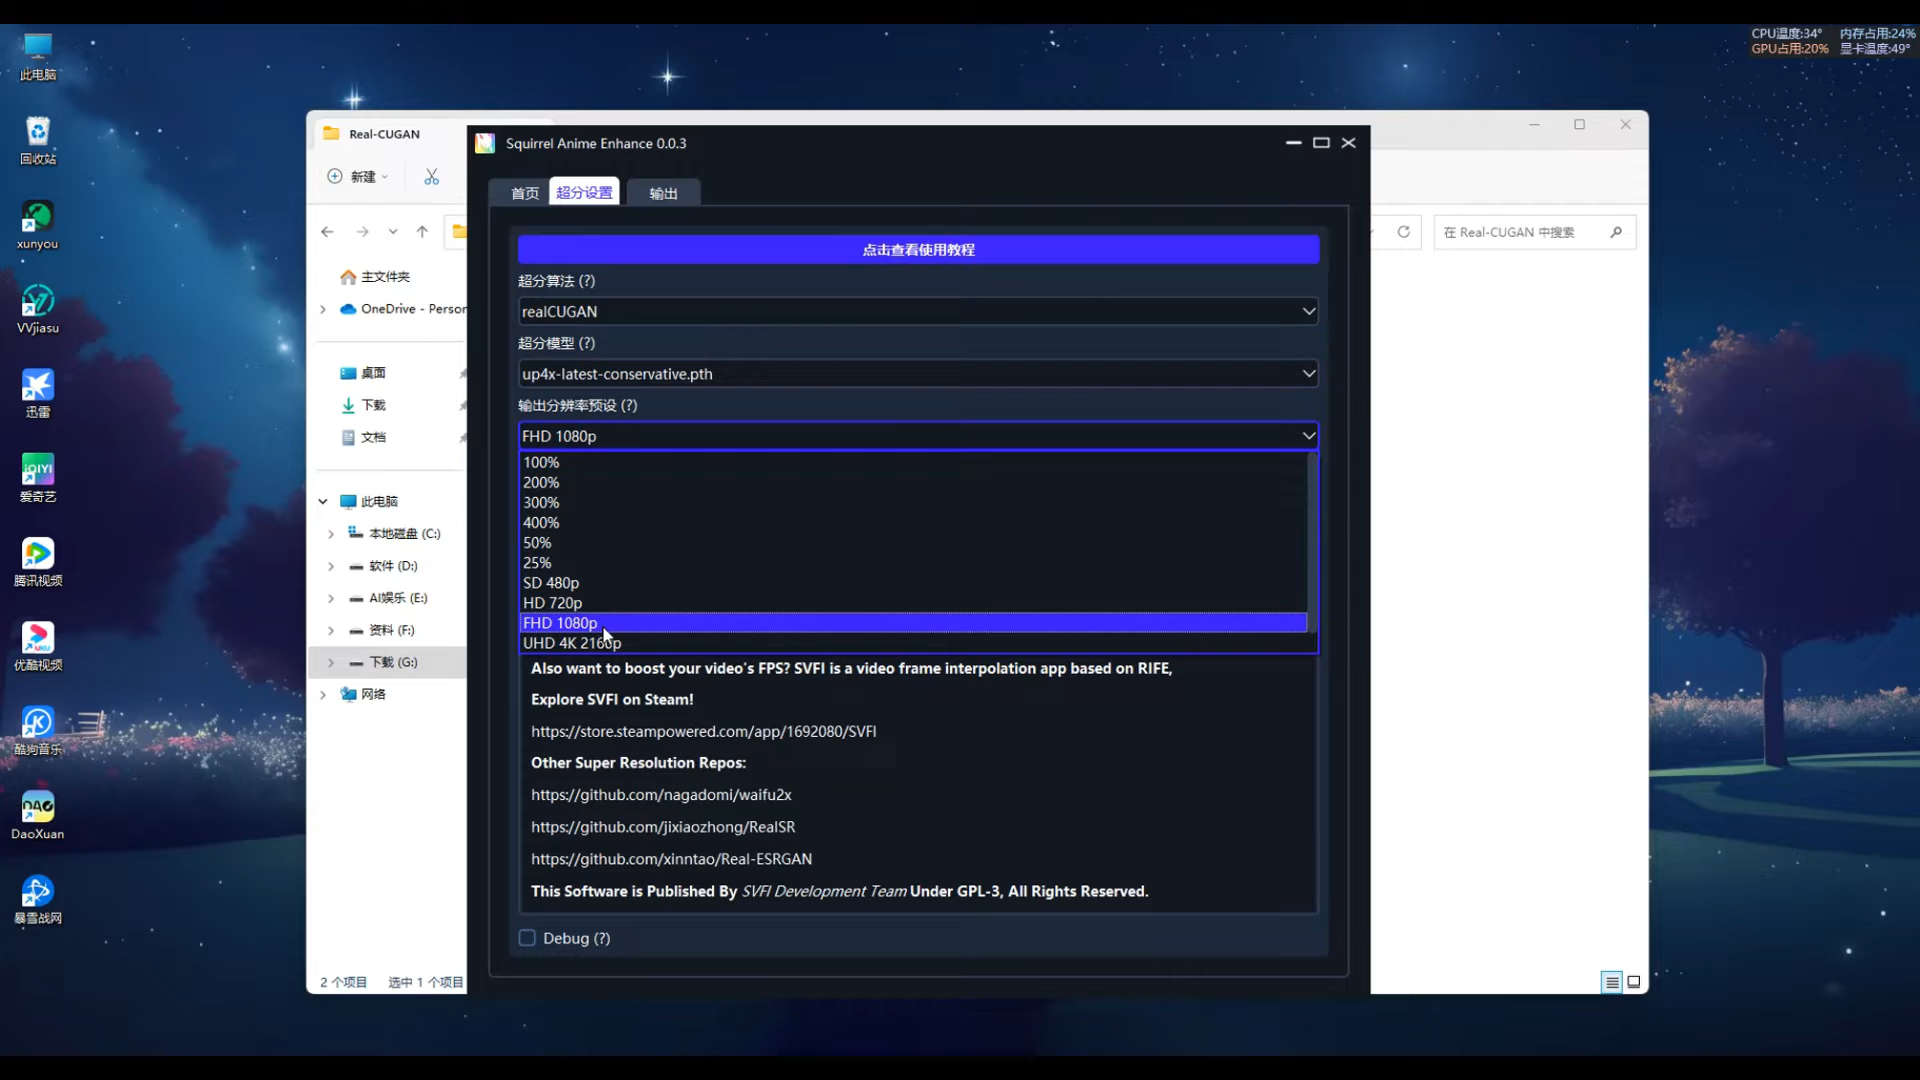 CPU温度:34° 内存占用:24%
GPU占用:20% 显卡温度:49°
此电脑
回收站
xunyou
VVjiasu
迅雷
爱奇艺
腾讯视频
优酷视频
酷狗音乐
DaoXuan
暴雪战网
Real-CUGAN
新建
在 Real-CUGAN 中搜索
主文件夹
OneDrive - Person
桌面
下载
文档
此电脑
本地磁盘 (C:)
软件 (D:)
AI娱乐 (E:)
资料 (F:)
下载 (G:)
网络
2 个项目 选中 1 个项目
Squirrel Anime Enhance 0.0.3
首页 超分设置 输出
点击查看使用教程
超分算法 (?)
realCUGAN
超分模型 (?)
up4x-latest-conservative.pth
输出分辨率预设 (?)
FHD 1080p
100%
200%
300%
400%
50%
25%
SD 480p
HD 720p
FHD 1080p
UHD 4K 2160p
Also want to boost your video's FPS? SVFI is a video frame interpolation app based on RIFE,
Explore SVFI on Steam!
https://store.steampowered.com/app/1692080/SVFI
Other Super Resolution Repos:
https://github.com/nagadomi/waifu2x
https://github.com/jixiaozhong/RealSR
https://github.com/xinntao/Real-ESRGAN
This Software is Published By SVFI Development Team Under GPL-3, All Rights Reserved.
Debug (?)